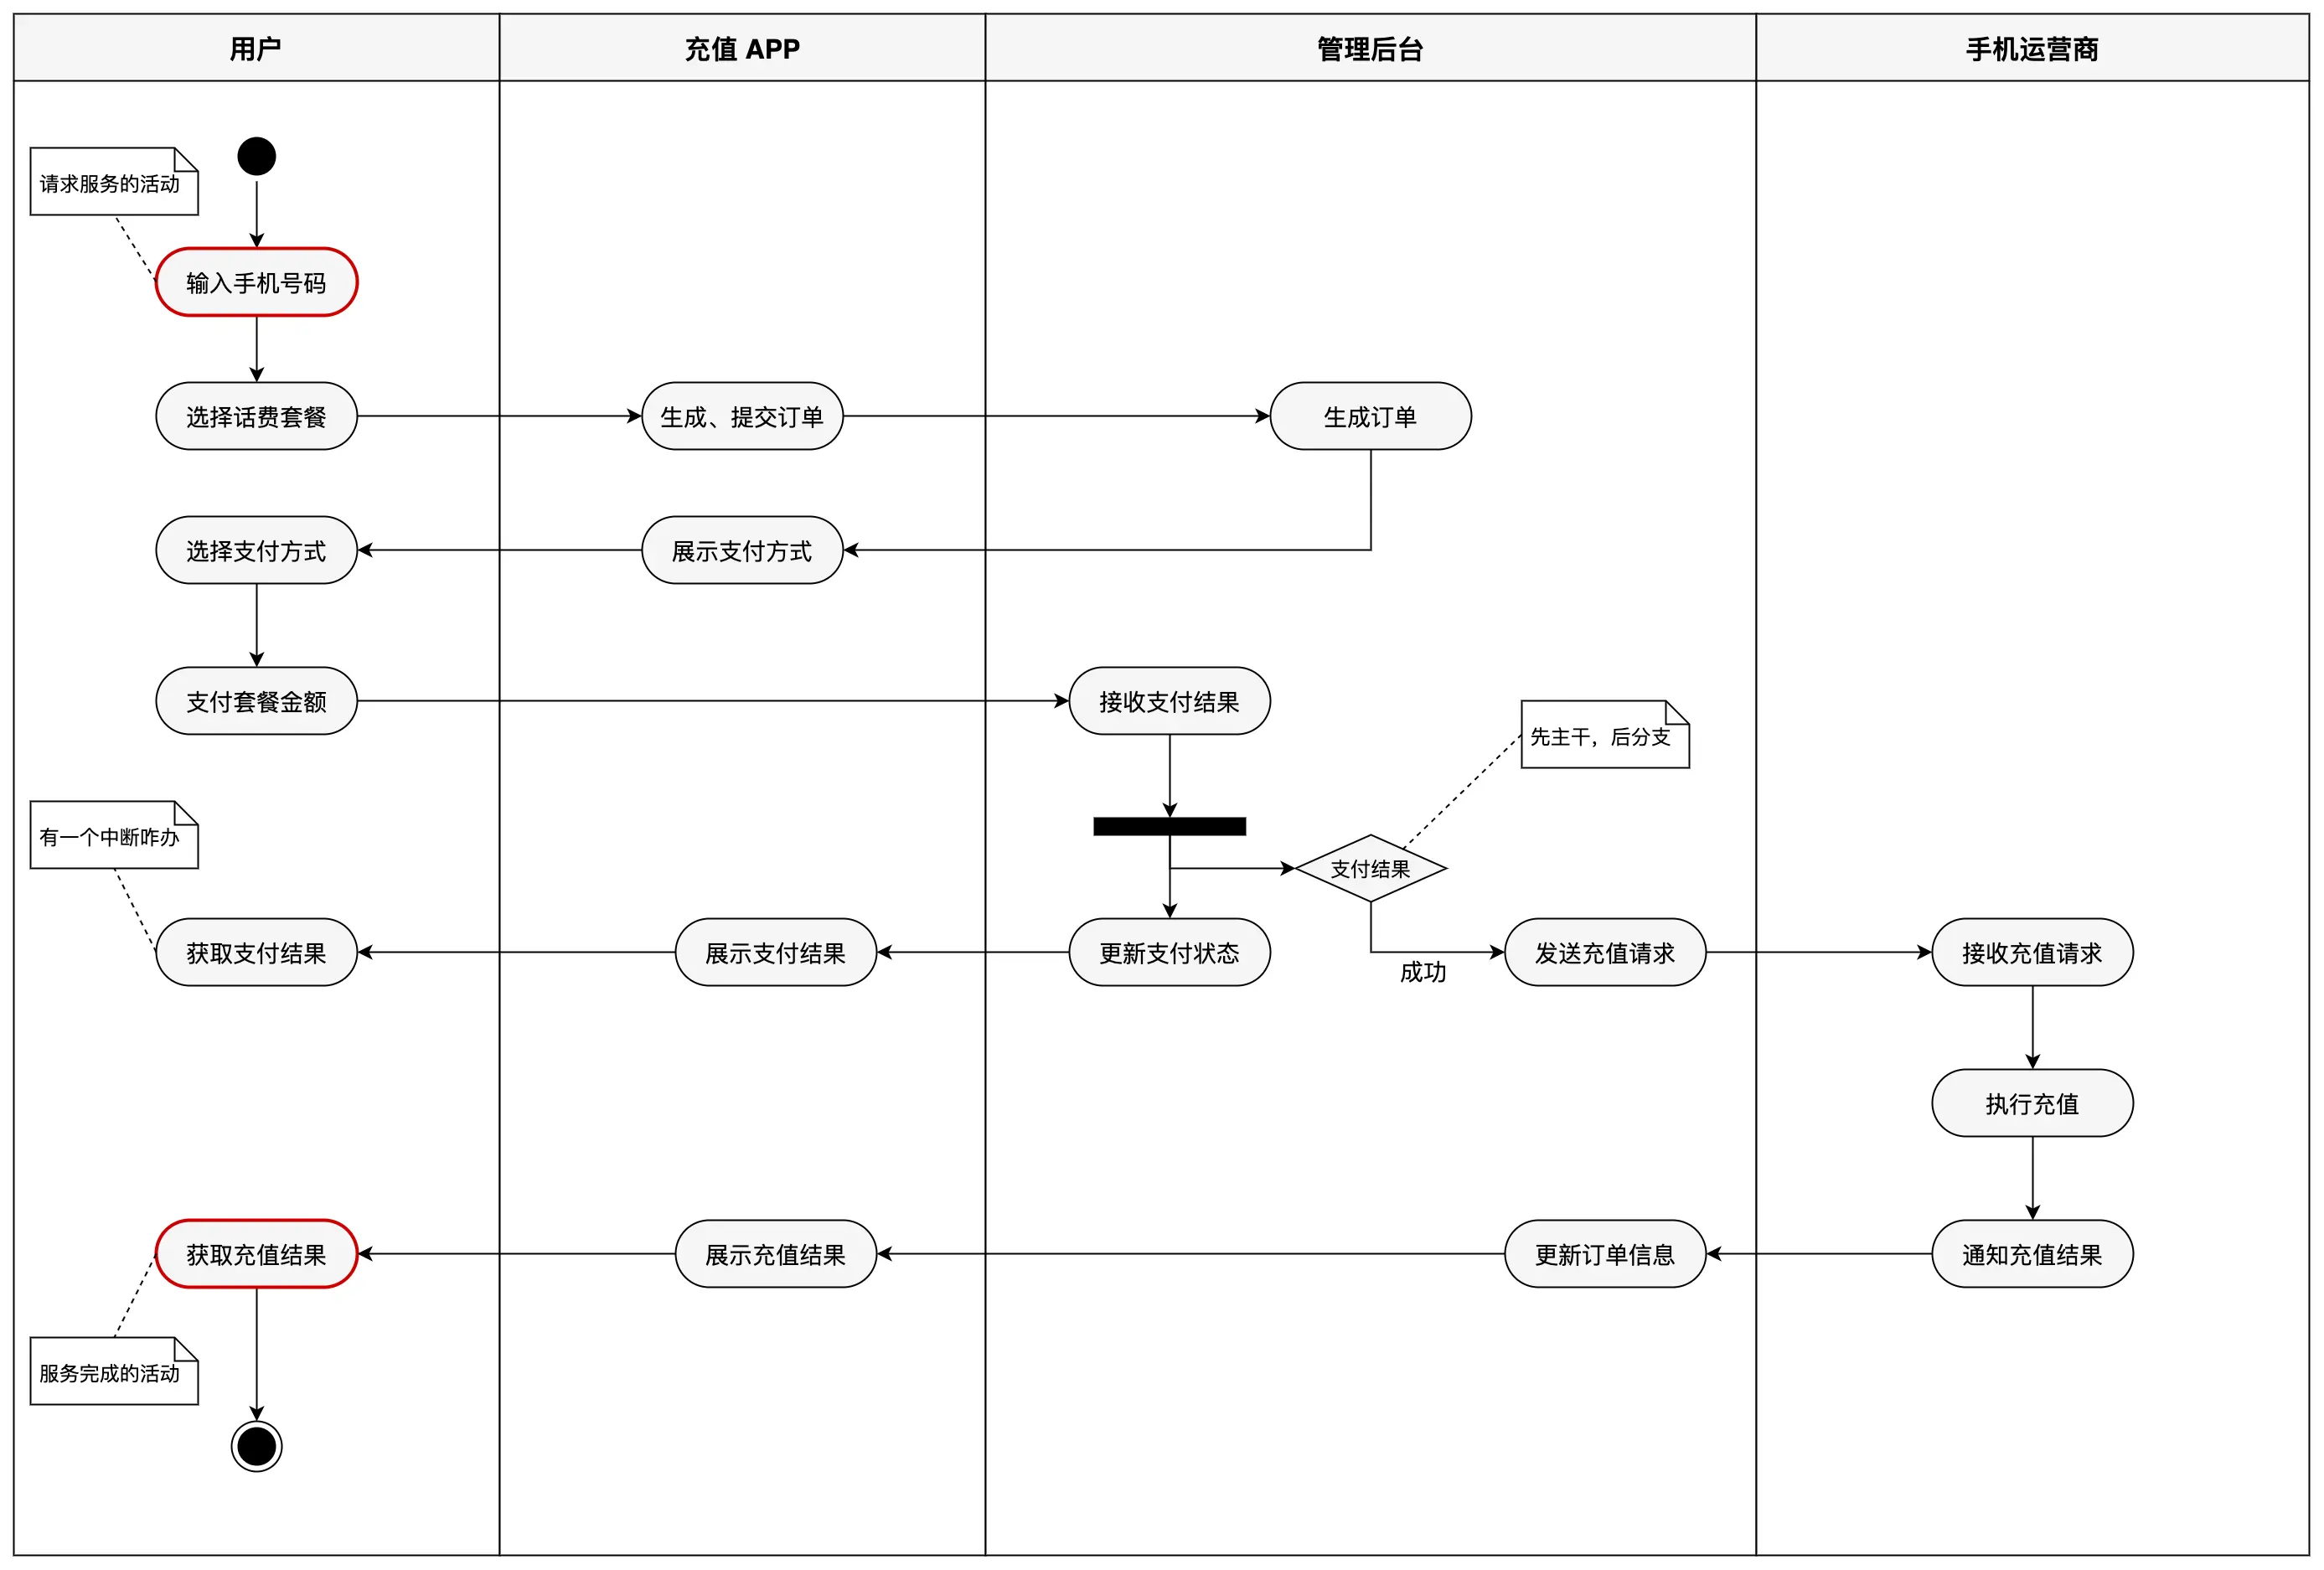 用户
充值 APP
管理后台
手机运营商
请求服务的活动
输入手机号码
选择话费套餐
生成、提交订单
生成订单
选择支付方式
展示支付方式
支付套餐金额
接收支付结果
先主干，后分支
有一个中断咋办
支付结果
获取支付结果
展示支付结果
更新支付状态
成功
发送充值请求
接收充值请求
执行充值
获取充值结果
展示充值结果
更新订单信息
通知充值结果
服务完成的活动